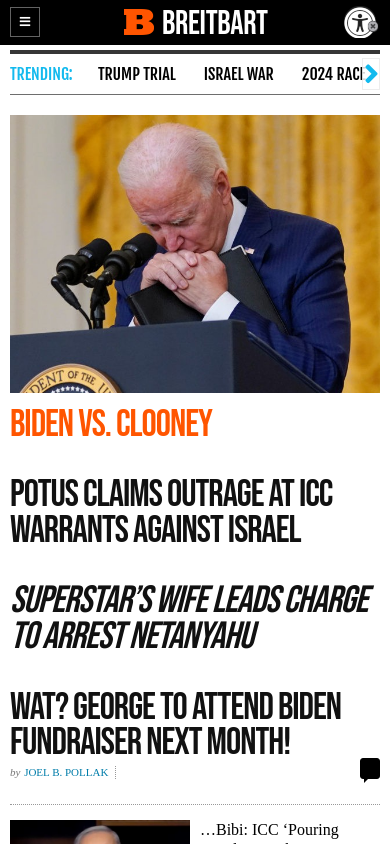 BREITBART
TRENDING:
TRUMP TRIAL
ISRAEL WAR
2024 RAC
PRESIDENT OF THE
BIDEN VS. CLOONEY
POTUS CLAIMS OUTRAGE AT ICC
WARRANTS AGAINST ISRAEL
SUPERSTAR’S WIFE LEADS CHARGE
TO ARREST NETANYAHU
WAT? GEORGE TO ATTEND BIDEN
FUNDRAISER NEXT MONTH!
by JOEL B. POLLAK
…Bibi: ICC ‘Pouring